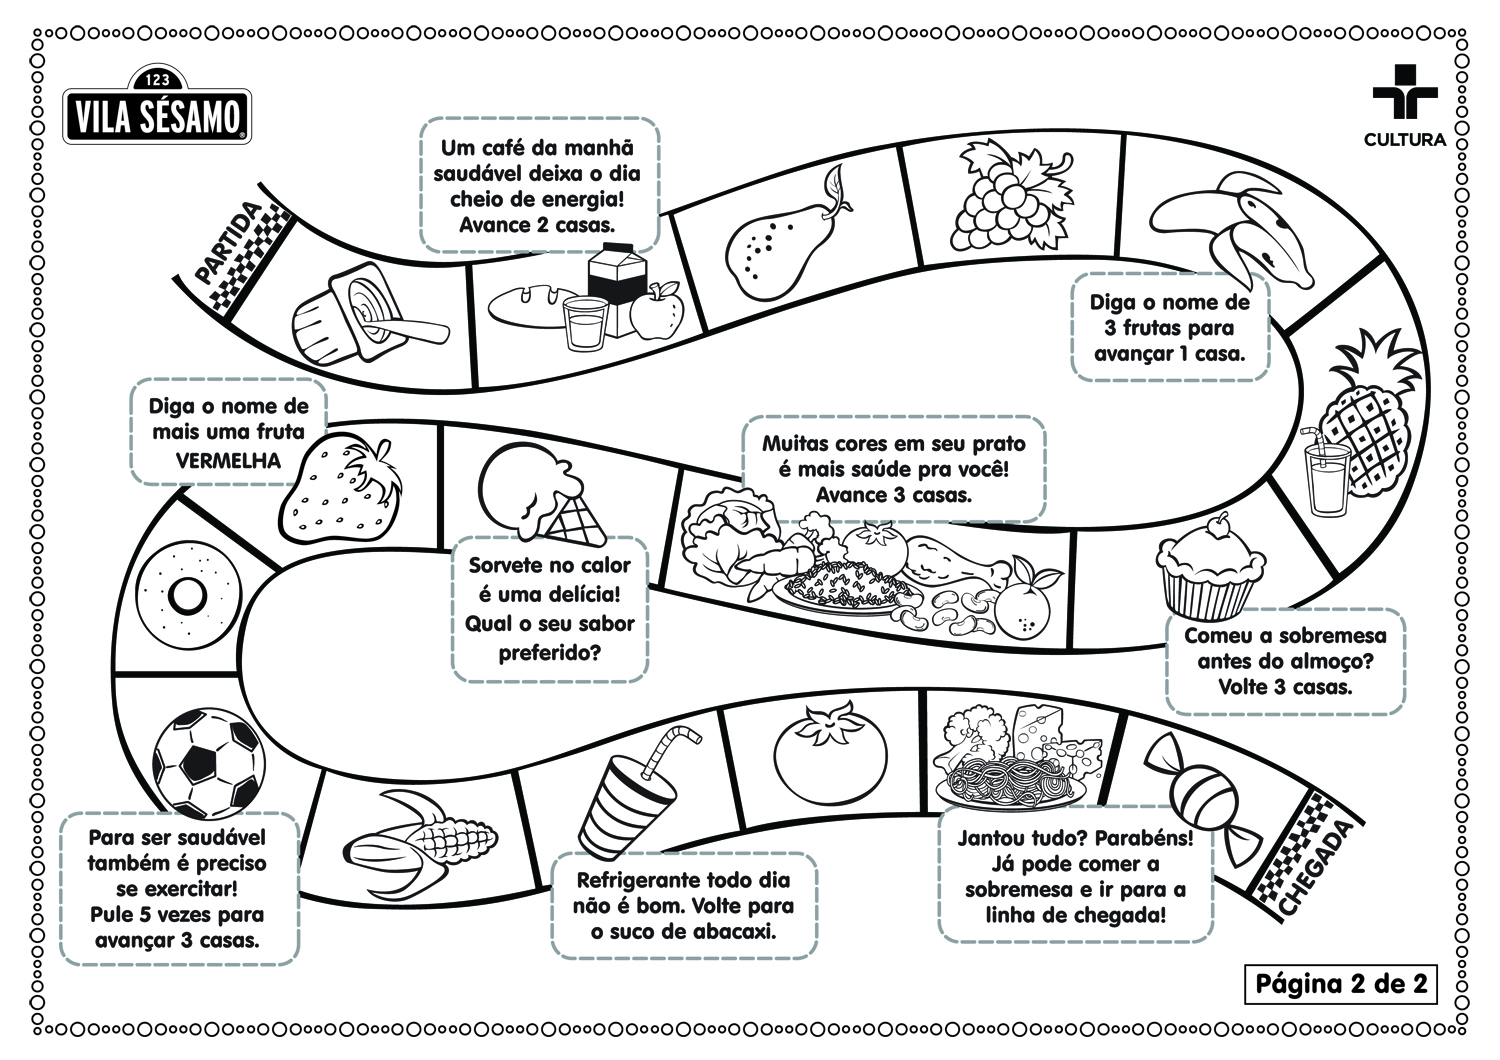 123
VILA SÉSAMO
CULTURA
PARTIDA
Um café da manhã
saudável deixa o dia
cheio de energia!
Avance 2 casas.
Diga o nome de
3 frutas para
avançar 1 casa.
Diga o nome de
mais uma fruta
VERMELHA
Muitas cores em seu prato
é mais saúde pra você!
Avance 3 casas.
Sorvete no calor
é uma delícia!
Qual o seu sabor
preferido?
Comeu a sobremesa
antes do almoço?
Volte 3 casas.
Para ser saudável
também é preciso
se exercitar!
Pule 5 vezes para
avançar 3 casas.
Refrigerante todo dia
não é bom. Volte para
o suco de abacaxi.
Jantou tudo? Parabéns!
Já pode comer a
sobremesa e ir para a
linha de chegada!
CHEGADA
Página 2 de 2